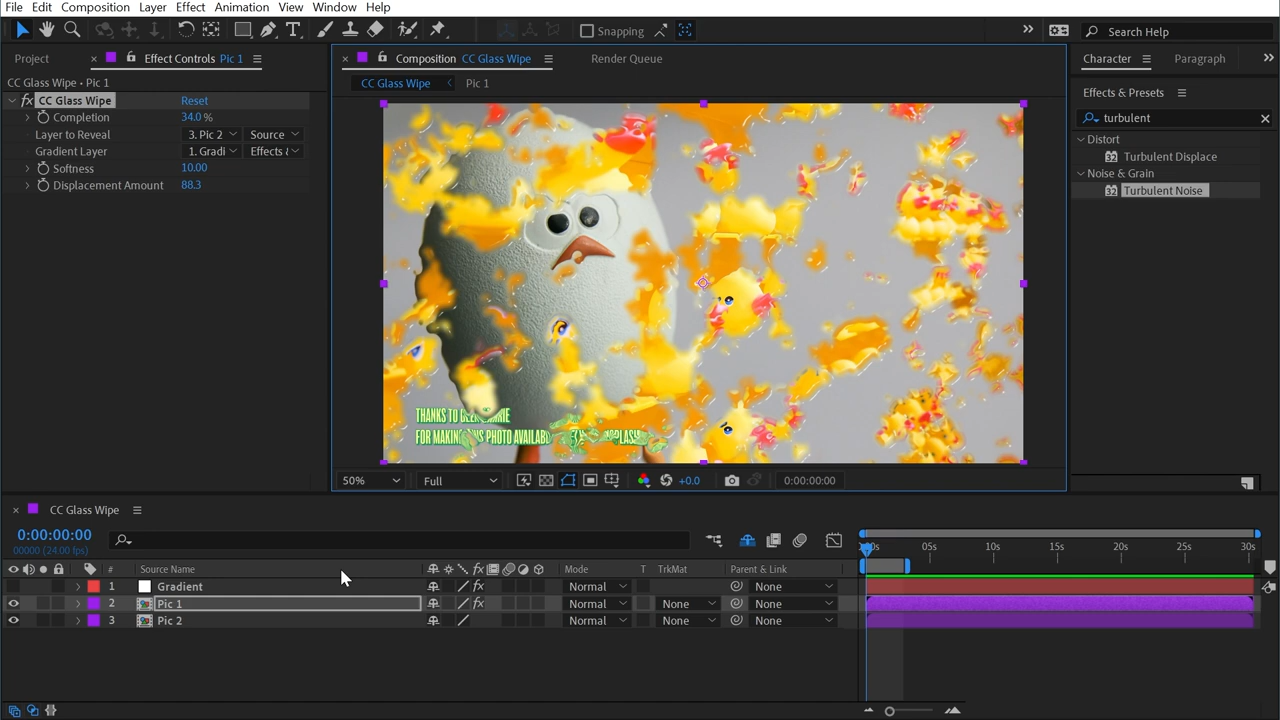 File Edit Composition Layer Effect Animation View Window Help
Snapping
Search Help
Project
Effect Controls Pic 1
Composition CC Glass Wipe
Render Queue
Character
Paragraph
CC Glass Wipe • Pic 1
CC Glass Wipe
Pic 1
Effects & Presets
fx CC Glass Wipe Reset
Completion 34.0 %
Layer to Reveal 3. Pic 2 Source
Gradient Layer 1. Gradi Effects
Softness 10.00
Displacement Amount 88.3
turbulent
Distort
32 Turbulent Displace
Noise & Grain
32 Turbulent Noise
THANKS TO
FOR MAKING PHOTO
50% Full +0.0 0:00:00:00
CC Glass Wipe
0:00:00:00
00000 (24.00 fps)
05s 10s 15s 20s 25s 30s
# Source Name fx Mode T TrkMat Parent & Link
1 Gradient fx Normal None
2 Pic 1 fx Normal None None
3 Pic 2 Normal None None